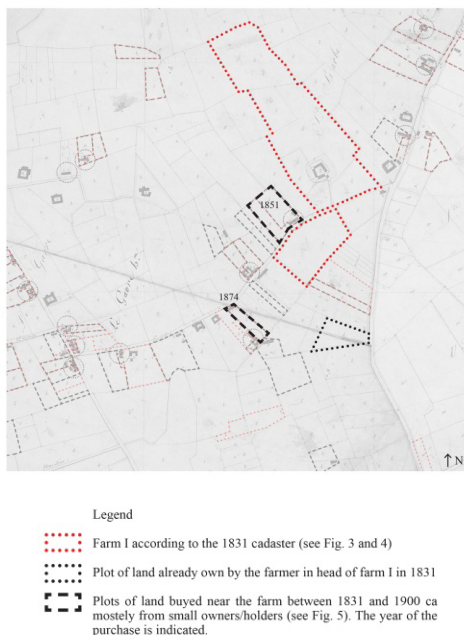 1851
1874
↑ N
Legend
Farm I according to the 1831 cadaster (see Fig. 3 and 4)
Plot of land already own by the farmer in head of farm I in 1831
Plots of land buyed near the farm between 1831 and 1900 ca
mostely from small owners/holders (see Fig. 5). The year of the
purchase is indicated.